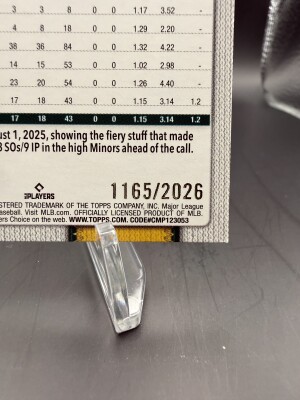 3 3 6 0 0 1.17 3.52 -
4 8 18 0 0 1.29 2.20 -
38 36 84 0 0 1.32 4.22 -
14 15 53 0 0 1.02 2.98 -
23 20 54 0 0 1.26 4.40 -
17 18 43 0 0 1.15 3.14 1.2
17 18 43 0 0 1.15 3.14 1.2
ust 1, 2025, showing the fiery stuff that made
3 SOs/9 IP in the high Minors ahead of the call.
PLAYERS
1165/2026
STERED TRADEMARK OF THE TOPPS COMPANY, INC. Major League
aseball. Visit MLB.com. OFFICIALLY LICENSED PRODUCT OF MLB.
ers Choice on the web. WWW.TOPPS.COM. CODE#CMP123053